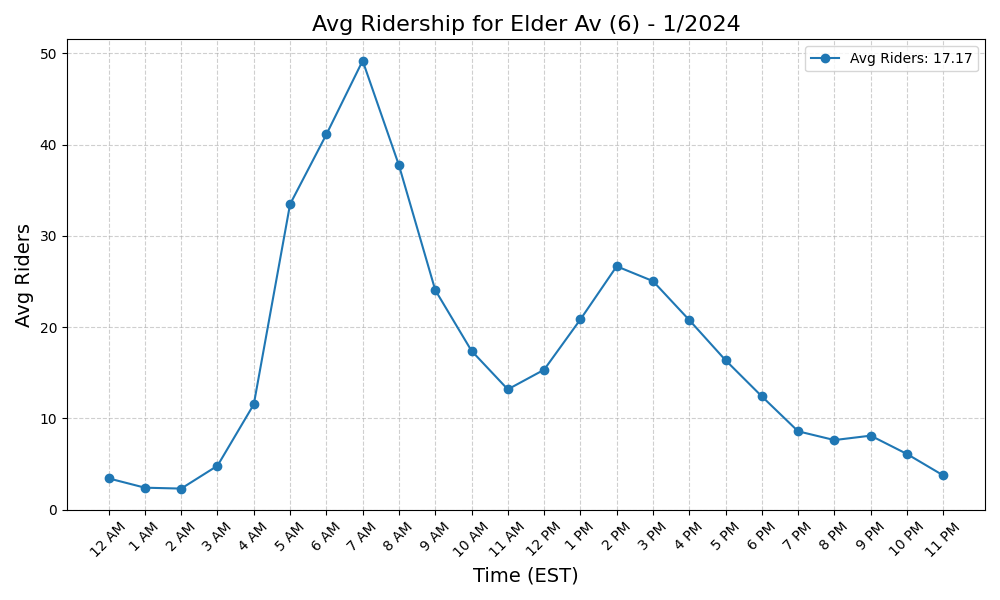 Avg Ridership for Elder Av (6) - 1/2024
Avg Riders: 17.17
Avg Riders
50
40
30
20
10
0
12 AM
1 AM
2 AM
3 AM
4 AM
5 AM
6 AM
7 AM
8 AM
9 AM
10 AM
11 AM
12 PM
1 PM
2 PM
3 PM
4 PM
5 PM
6 PM
7 PM
8 PM
9 PM
10 PM
11 PM
Time (EST)